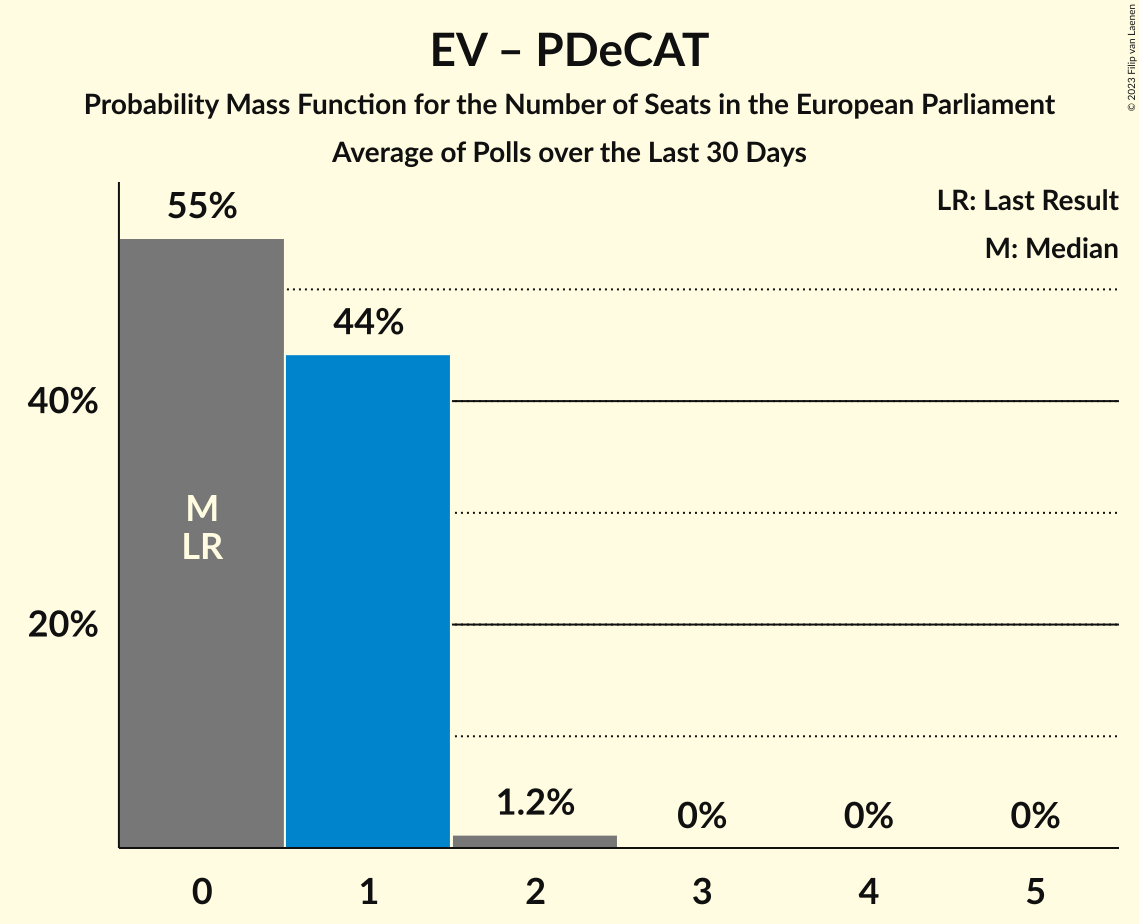 EV – PDeCAT
Probability Mass Function for the Number of Seats in the European Parliament
Average of Polls over the Last 30 Days
© 2023 Filip van Laenen
LR: Last Result
M: Median
55%
44%
1.2%
0%
0%
0%
40%
20%
M
LR
0
1
2
3
4
5